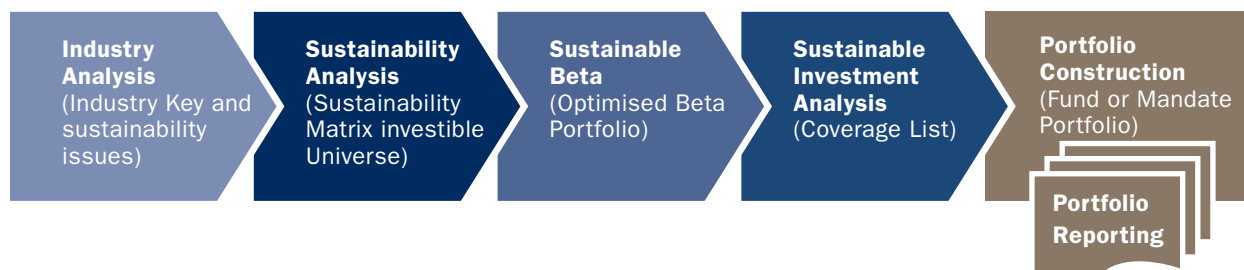 Industry
Analysis
(Industry Key and
sustainability
issues)
Sustainability
Analysis
(Sustainability
Matrix investible
Universe)
Sustainable
Beta
(Optimised Beta
Portfolio)
Sustainable
Investment
Analysis
(Coverage List)
Portfolio
Construction
(Fund or Mandate
Portfolio)
Portfolio
Reporting